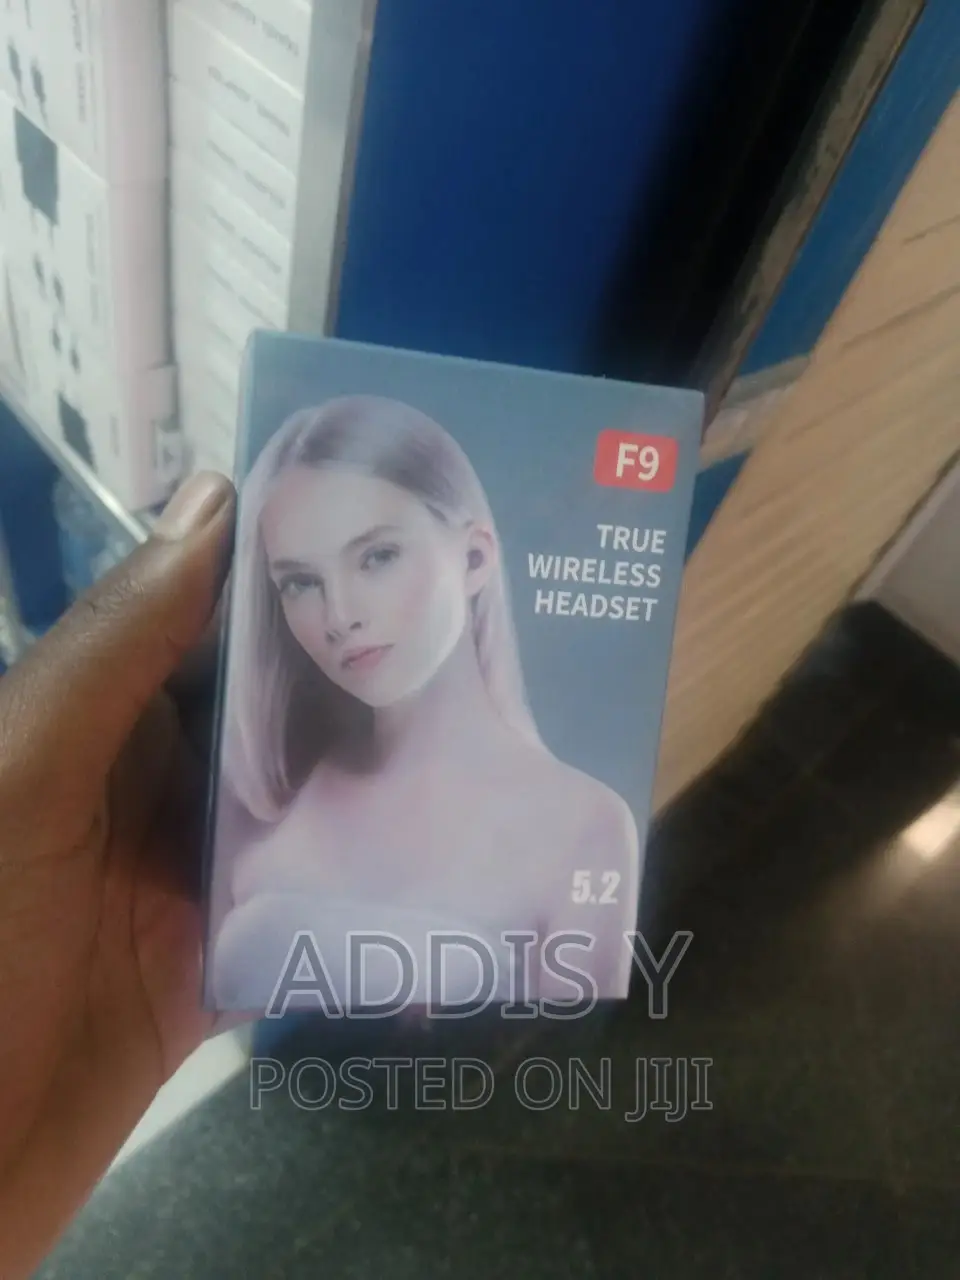 F9
TRUE
WIRELESS
HEADSET
5.2
ADDIS Y
POSTED ON JIJI